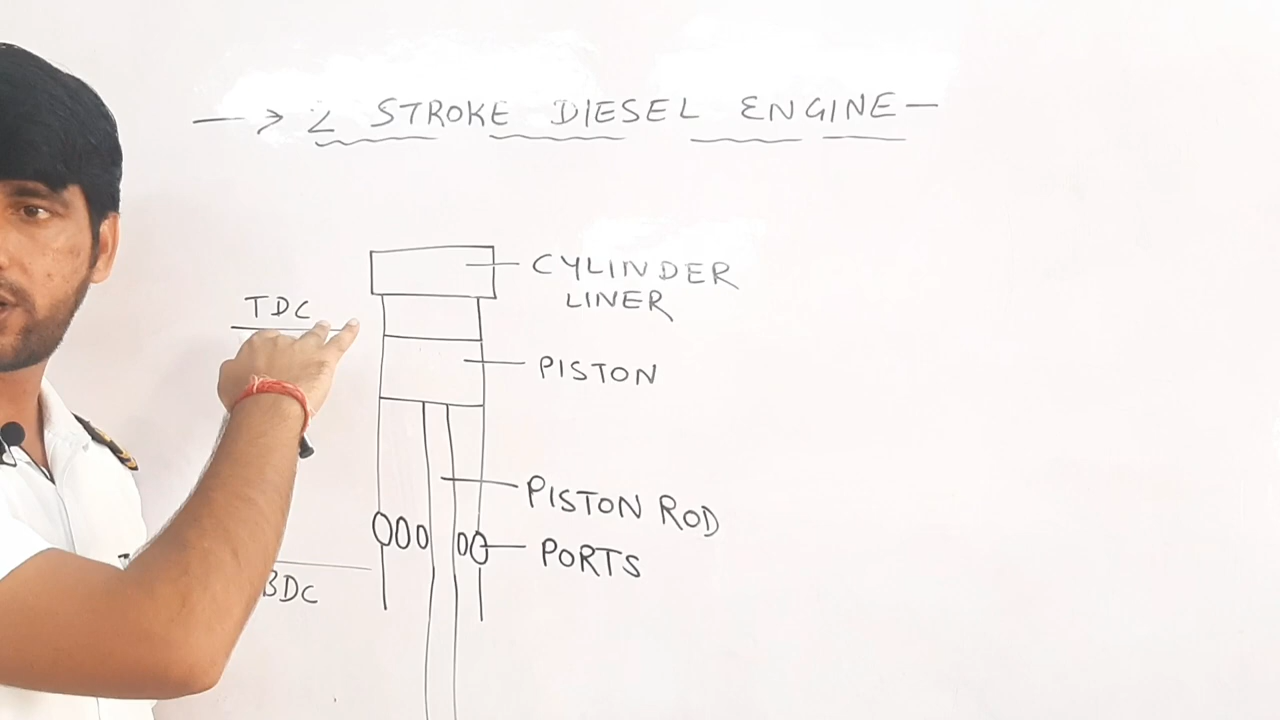 → 2 STROKE DIESEL ENGINE —
CYLINDER
LINER
TDC
PISTON
PISTON ROD
PORTS
BDC